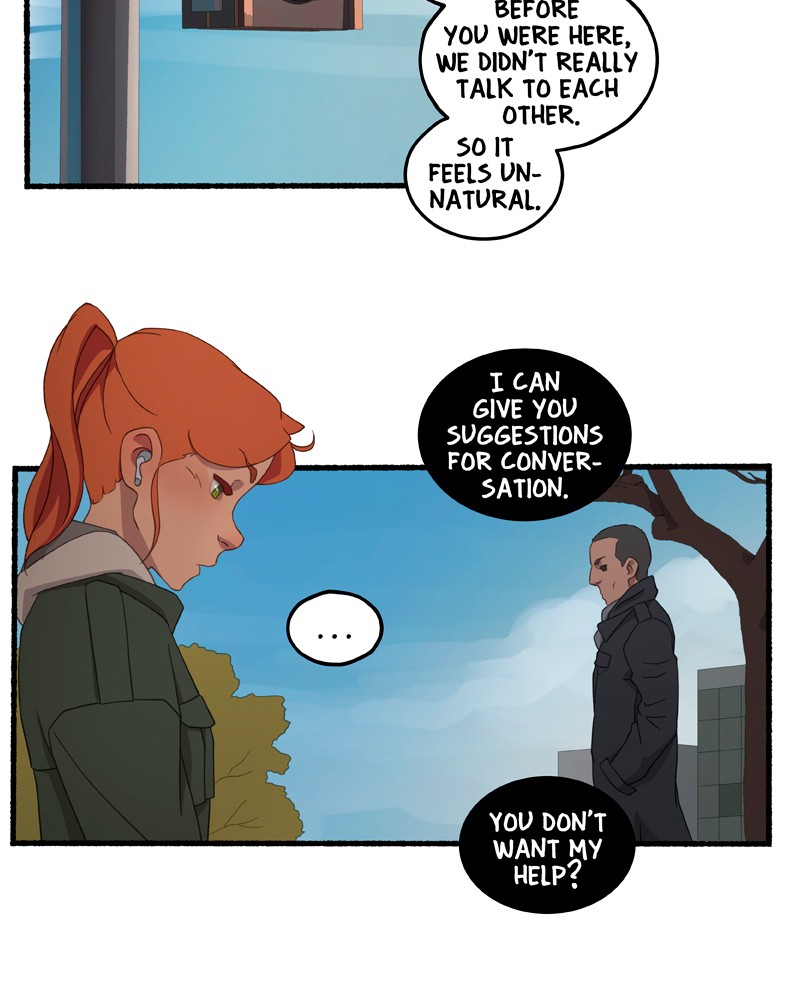 BEFORE
YOU WERE HERE,
WE DIDN'T REALLY
TALK TO EACH
OTHER.
SO IT
FEELS UN-
NATURAL.
I CAN
GIVE YOU
SUGGESTIONS
FOR CONVER-
SATION.
...
YOU DON'T
WANT MY
HELP?